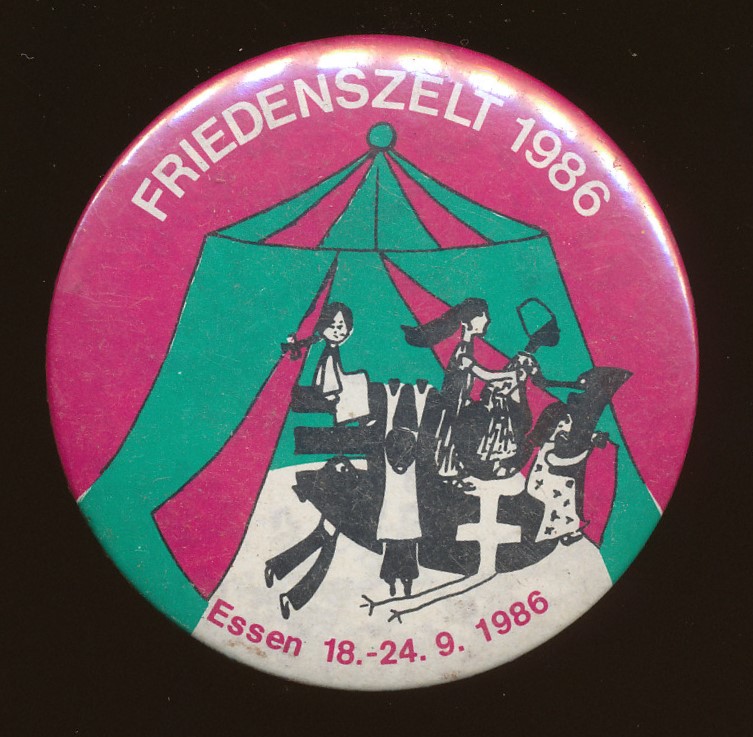 FRIEDENSZELT 1986
Essen 18.-24. 9. 1986